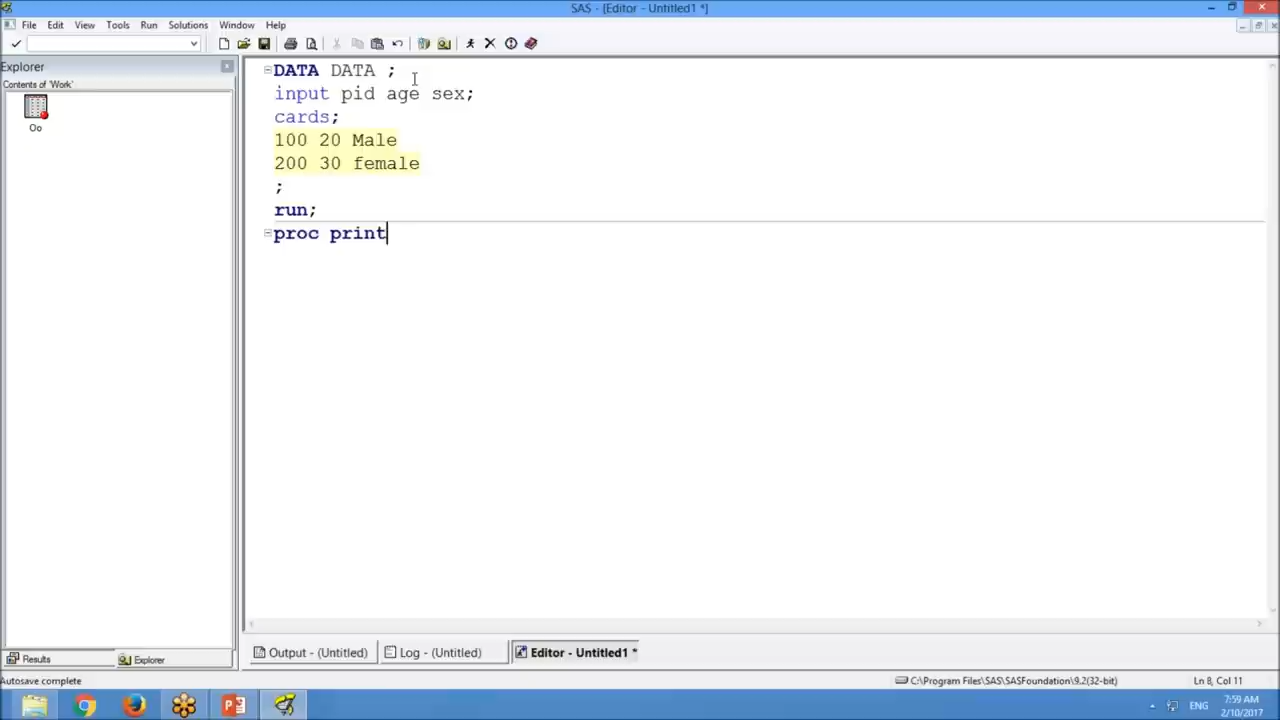 SAS - [Editor - Untitled1 *]
File Edit View Tools Run Solutions Window Help
Explorer
Contents of 'Work'
Oo
DATA DATA ;
input pid age sex;
cards;
100 20 Male
200 30 female
;
run;
proc print
Results
Explorer
Output - (Untitled)
Log - (Untitled)
Editor - Untitled1 *
Autosave complete
C:\Program Files\SAS\SASFoundation\9.2(32-bit)
Ln 8, Col 11
ENG
7:59 AM
2/10/2017